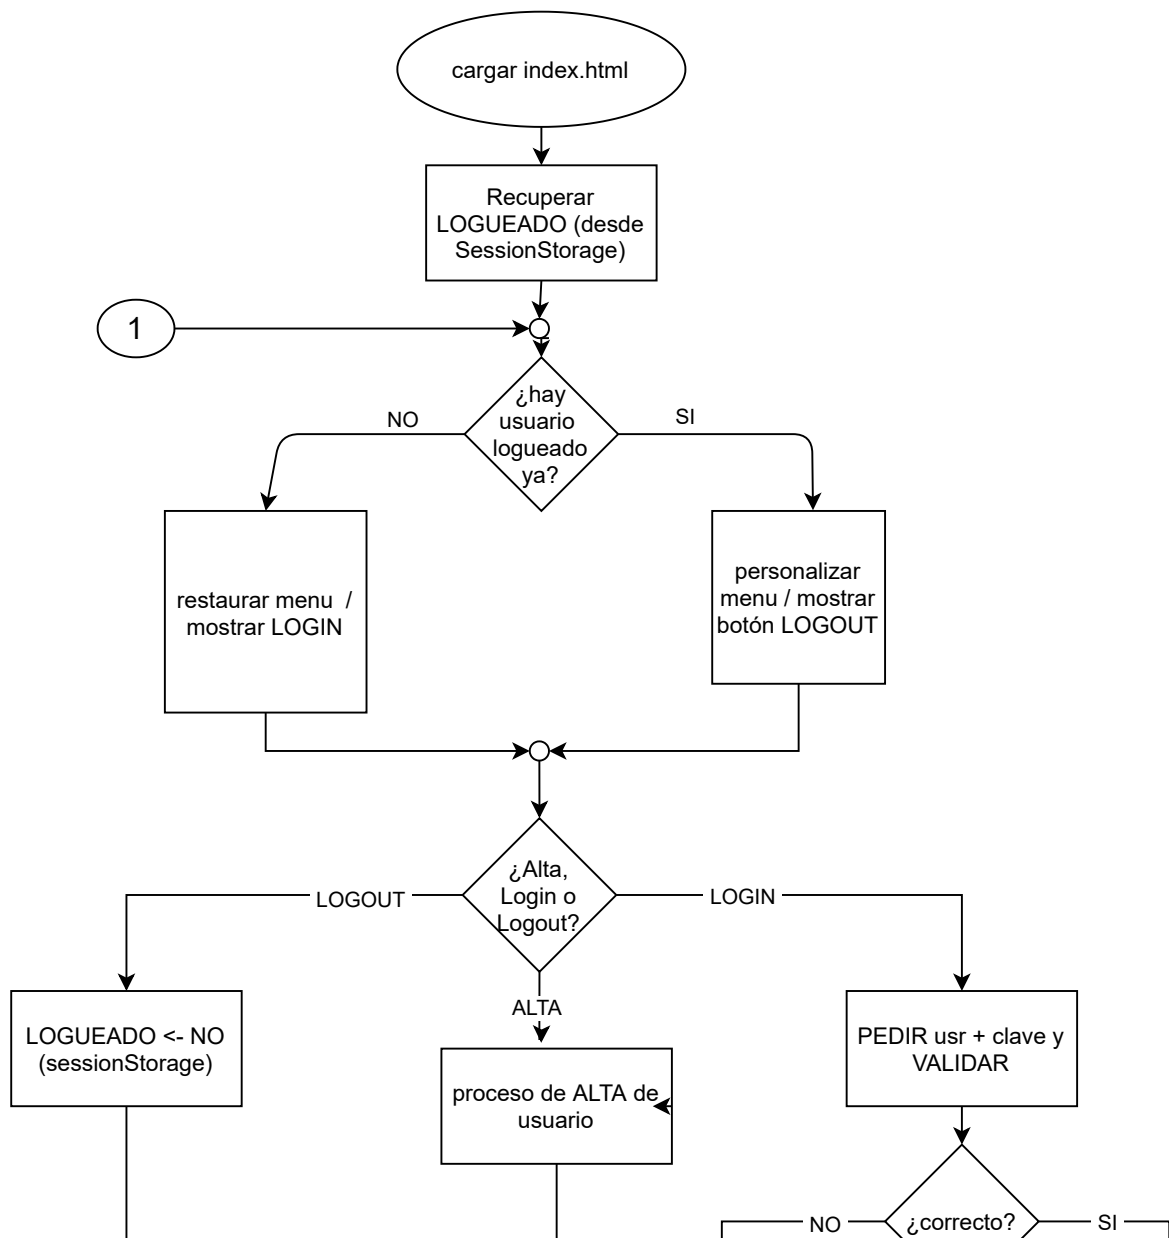 cargar index.html
Recuperar
LOGUEADO (desde
SessionStorage)
1
¿hay
usuario
logueado
ya?
NO
SI
restaurar menu /
mostrar LOGIN
personalizar
menu / mostrar
botón LOGOUT
¿Alta,
Login o
Logout?
LOGOUT
LOGIN
ALTA
LOGUEADO <- NO
(sessionStorage)
proceso de ALTA de
usuario
PEDIR usr + clave y
VALIDAR
NO
¿correcto?
SI